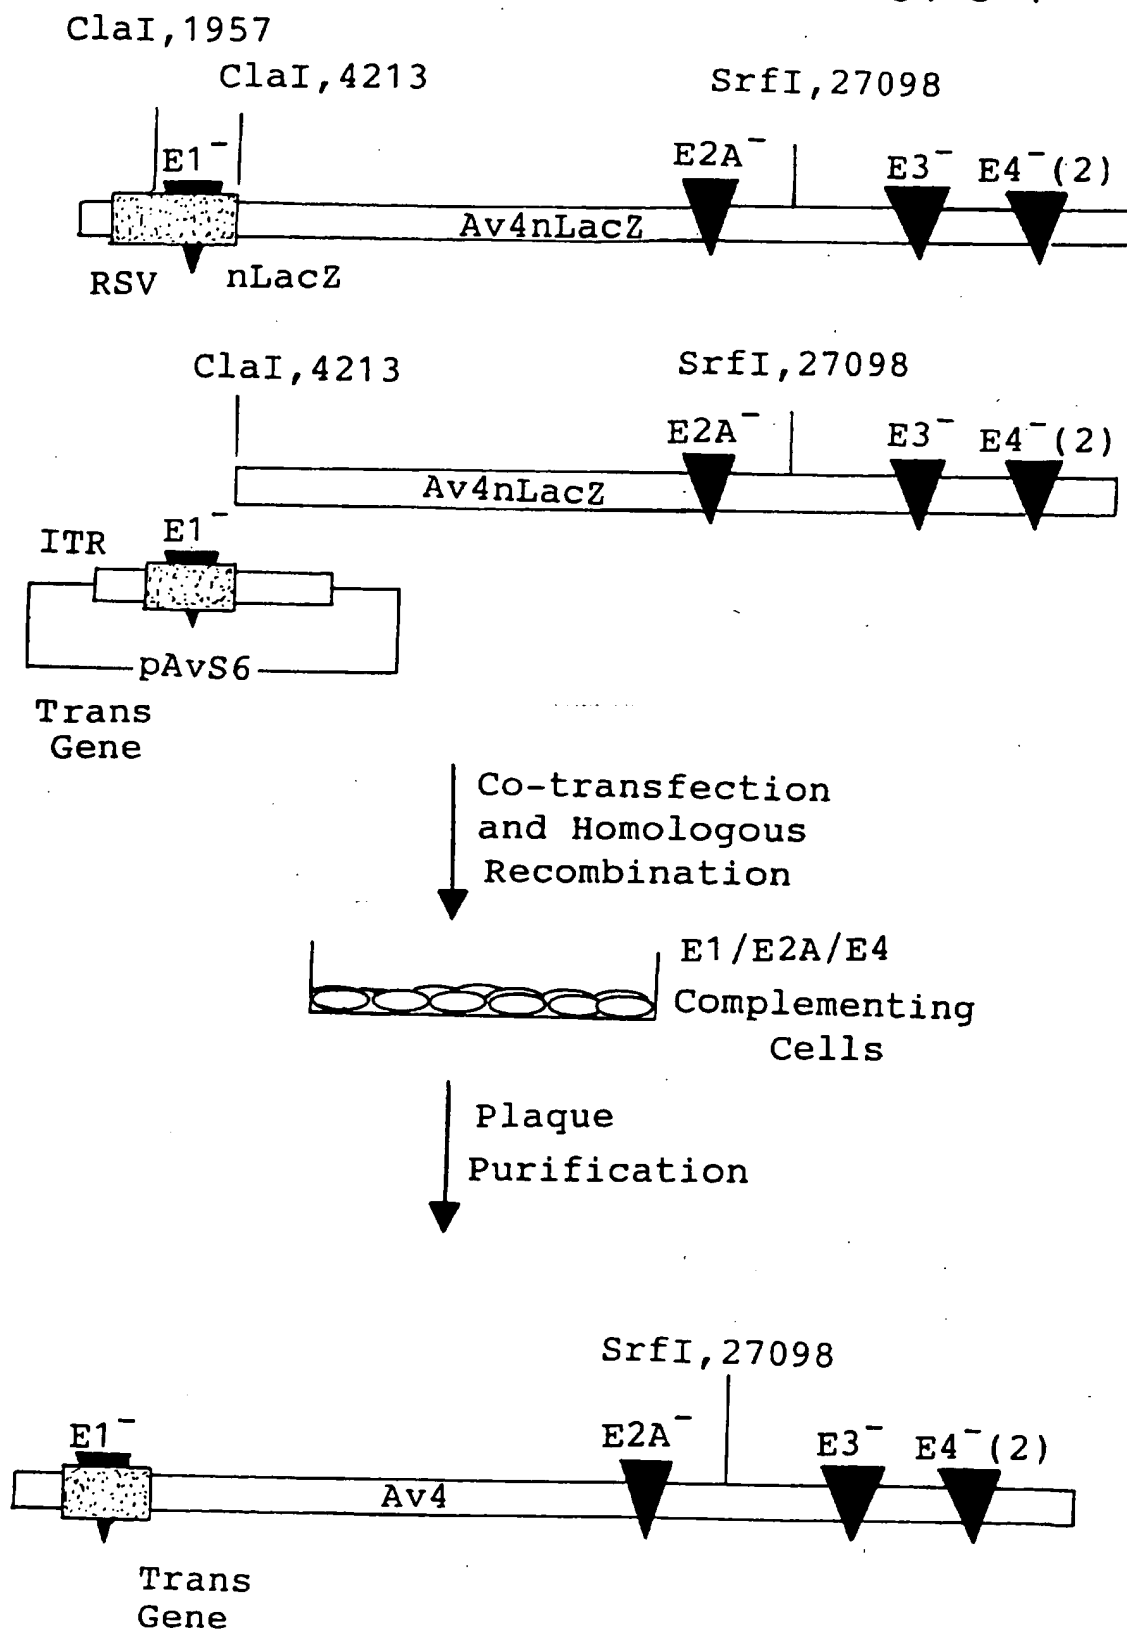 ClaI,1957
ClaI,4213
SrfI,27098
E1⁻
E2A⁻
E3⁻
E4⁻(2)
Av4nLacZ
RSV
nLacZ
ClaI,4213
SrfI,27098
E2A⁻
E3⁻
E4⁻(2)
Av4nLacZ
ITR
E1⁻
pAvS6
Trans
Gene
Co-transfection
and Homologous
Recombination
E1/E2A/E4
Complementing
Cells
Plaque
Purification
SrfI,27098
E1⁻
E2A⁻
E3⁻
E4⁻(2)
Av4
Trans
Gene